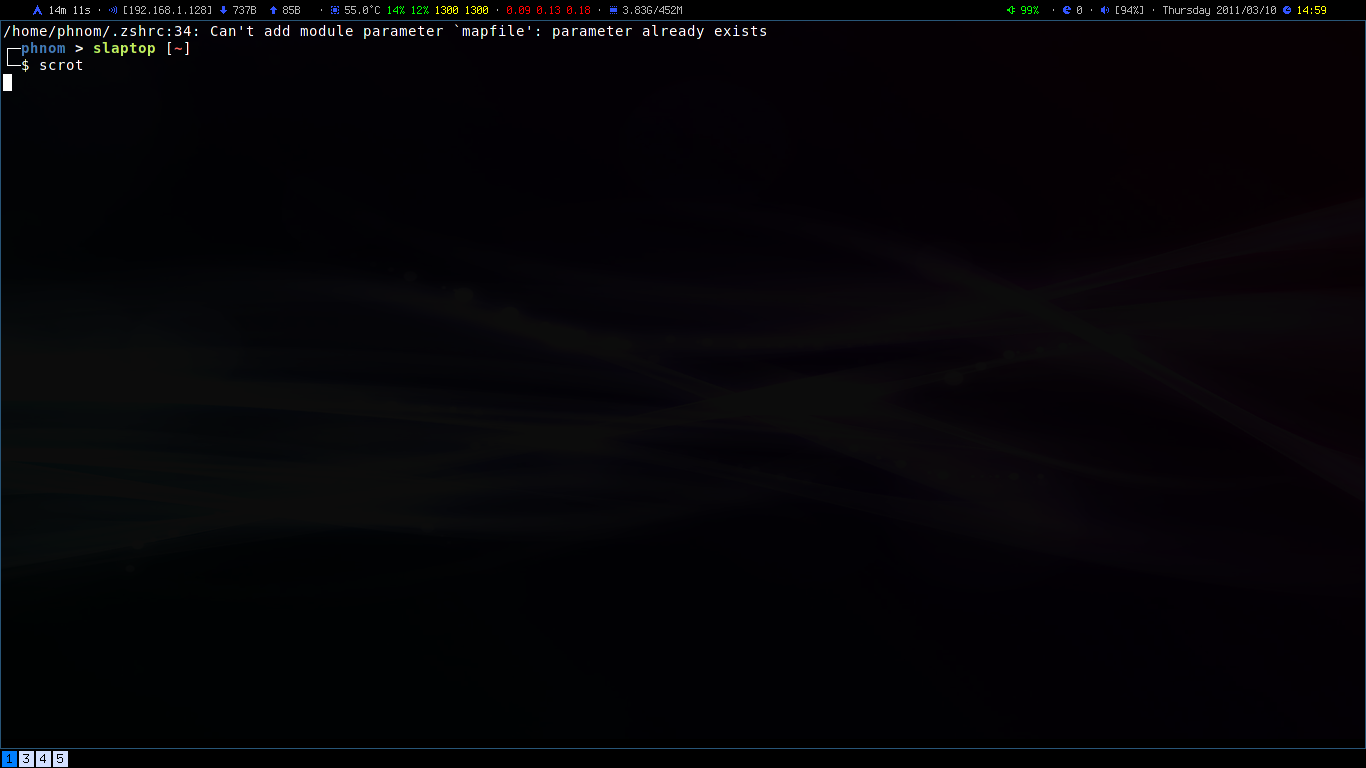 14m 11s · [192.168.1.128] 737B 85B · 55.0°C 14% 12% 1300 1300 · 0.09 0.13 0.18 · 3.836/452M 99% · 0 · [94%] · Thursday 2011/03/10 14:59
/home/phnom/.zshrc:34: Can't add module parameter `mapfile': parameter already exists
┌─phnom > slaptop [~]
└─$ scrot
1 3 4 5